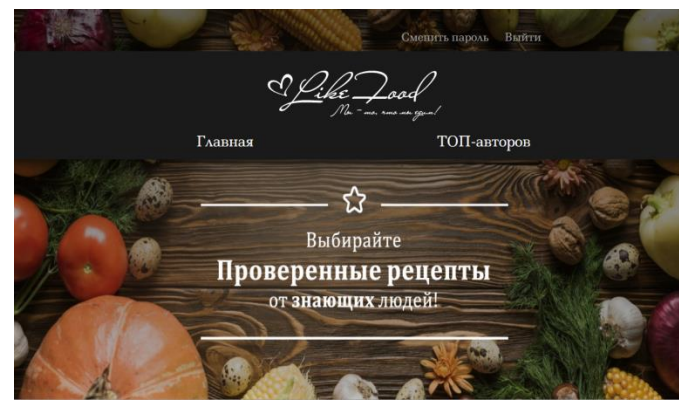 Сменить пароль Выйти
Like Food
Мы - то, что мы едим!
Главная ТОП-авторов
Выбирайте
Проверенные рецепты
от знающих людей!